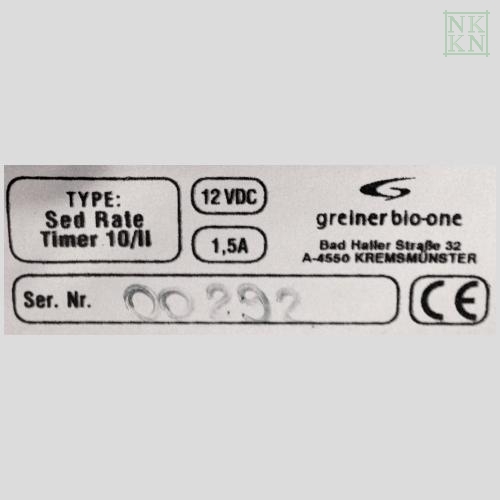 NK
KN
TYPE:
Sed Rate
Timer 10/II
12 VDC
1,5A
greiner bio-one
Bad Haller Straße 32
A-4550 KREMSMÜNSTER
Ser. Nr.
CE